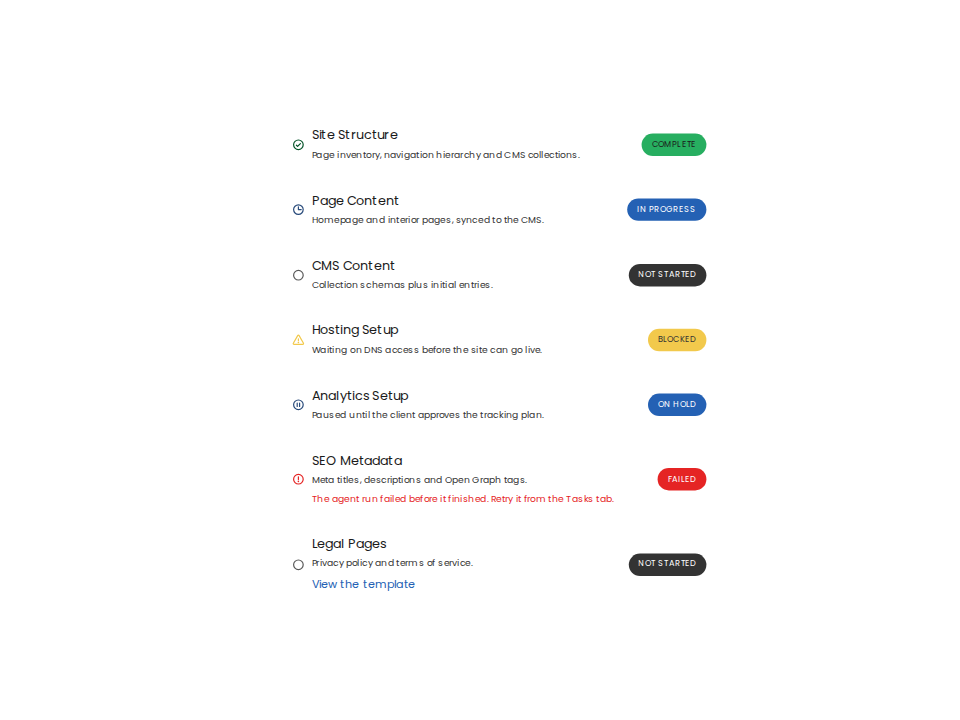 Site Structure
Page inventory, navigation hierarchy and CMS collections.
COMPLETE
Page Content
Homepage and interior pages, synced to the CMS.
IN PROGRESS
CMS Content
Collection schemas plus initial entries.
NOT STARTED
Hosting Setup
Waiting on DNS access before the site can go live.
BLOCKED
Analytics Setup
Paused until the client approves the tracking plan.
ON HOLD
SEO Metadata
Meta titles, descriptions and Open Graph tags.
The agent run failed before it finished. Retry it from the Tasks tab.
FAILED
Legal Pages
Privacy policy and terms of service.
View the template
NOT STARTED